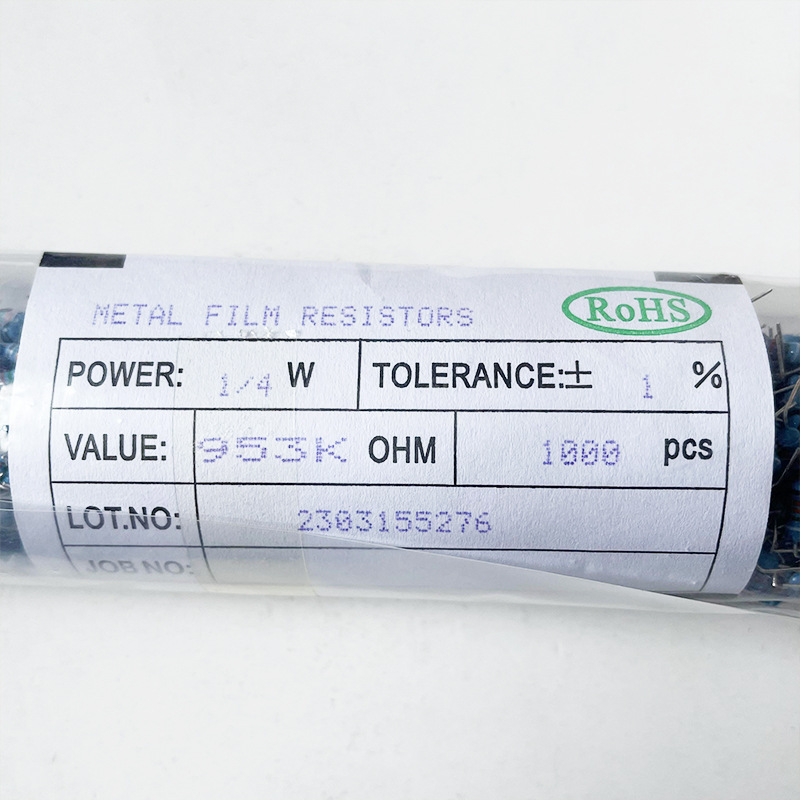 METAL FILM RESISTORS RoHS
POWER: 1/4 W TOLERANCE:± 1 %
VALUE: 953K OHM 1000 pcs
LOT.NO: 2303155276
JOB NO: